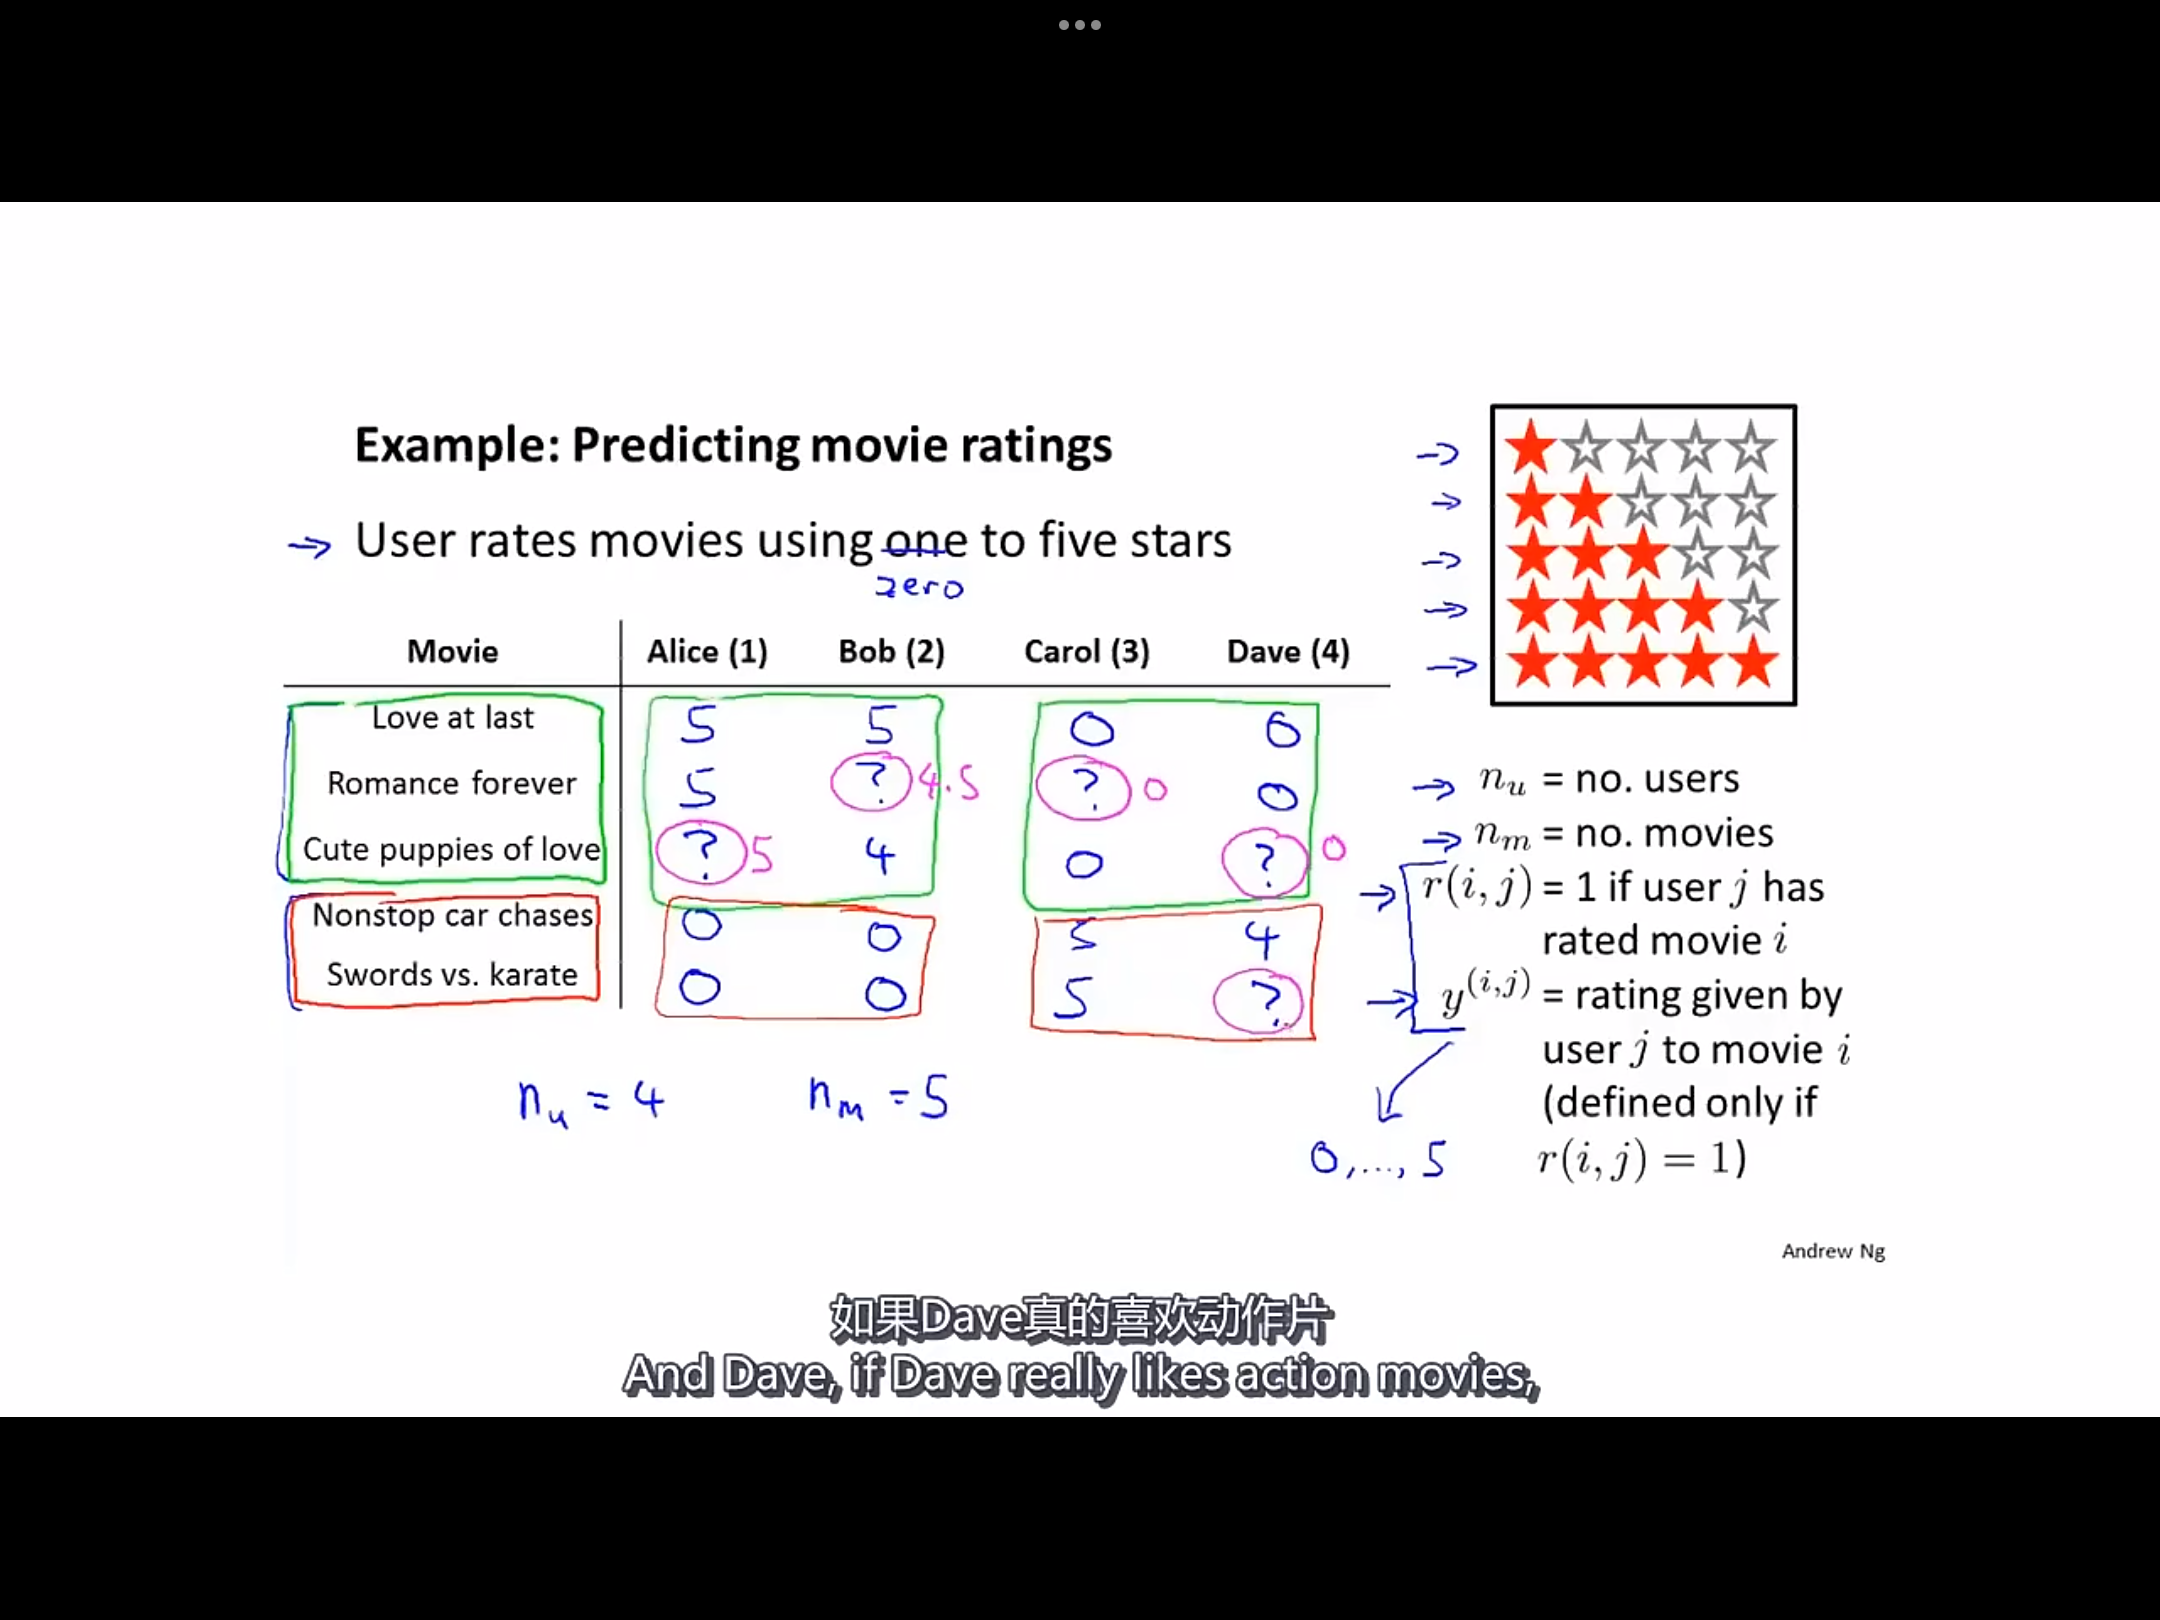 Example: Predicting movie ratings
→ User rates movies using one to five stars
zero
Movie Alice (1) Bob (2) Carol (3) Dave (4)
Love at last 5 5 0 0
Romance forever 5 ? 4.5 ? 0 0
Cute puppies of love ? 5 4 0 ? 0
Nonstop car chases 0 0 5 4
Swords vs. karate 0 0 5 ?
n_u = 4 n_m = 5
→ n_u = no. users
→ n_m = no. movies
→ r(i, j) = 1 if user j has
rated movie i
→ y^(i,j) = rating given by
user j to movie i
(defined only if
r(i, j) = 1)
0,..., 5
Andrew Ng
如果Dave真的喜欢动作片
And Dave, if Dave really likes action movies,